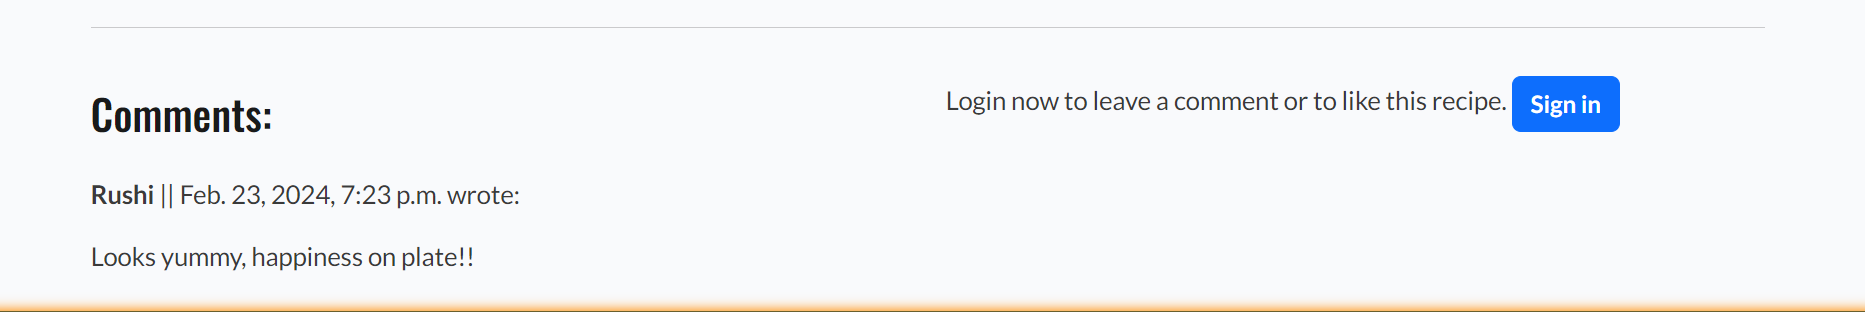 Comments:
Login now to leave a comment or to like this recipe. Sign in
Rushi || Feb. 23, 2024, 7:23 p.m. wrote:
Looks yummy, happiness on plate!!